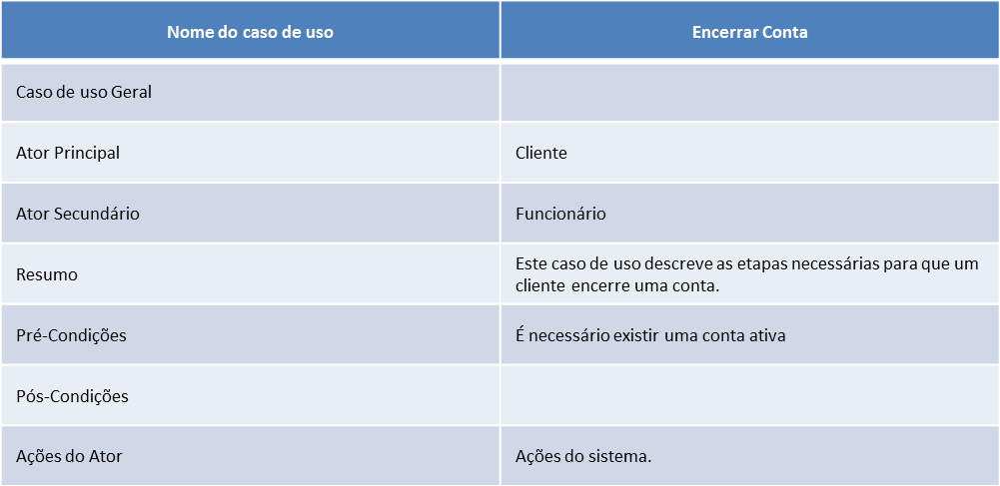 Nome do caso de uso
Encerrar Conta
Caso de uso Geral
Ator Principal
Cliente
Ator Secundário
Funcionário
Resumo
Este caso de uso descreve as etapas necessárias para que um
cliente encerre uma conta.
Pré-Condições
É necessário existir uma conta ativa
Pós-Condições
Ações do Ator
Ações do sistema.